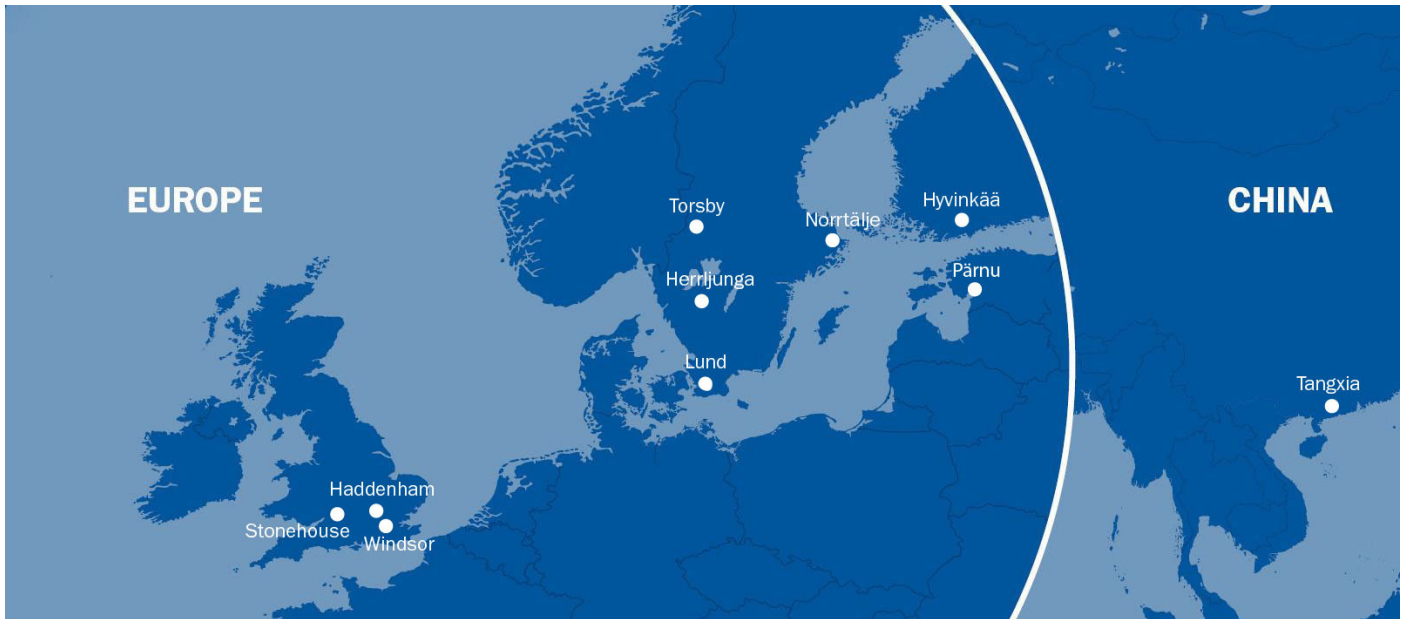 EUROPE
CHINA
Torsby
Norrtälje
Hyvinkää
Herrljunga
Pärnu
Lund
Tangxia
Haddenham
Stonehouse
Windsor